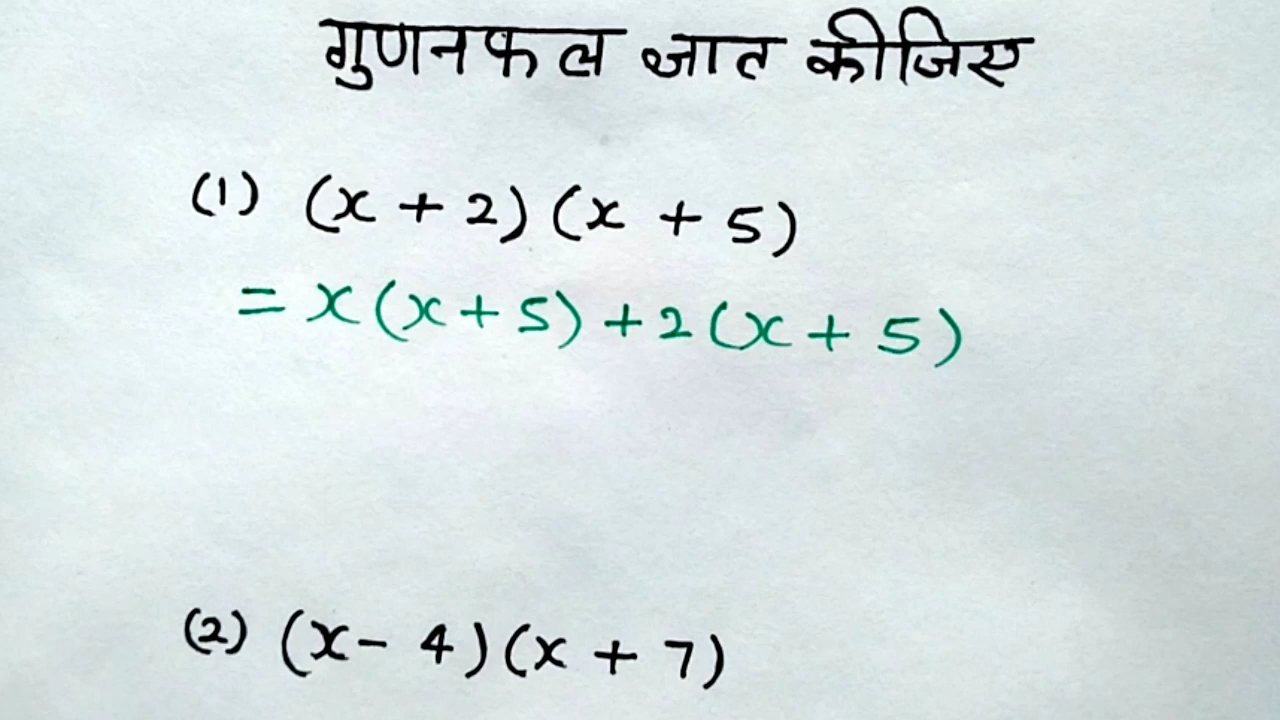 गुणनफल ज्ञात कीजिए
(1) (x + 2) (x + 5)
= x (x + 5) + 2 (x + 5)
(2) (x - 4) (x + 7)